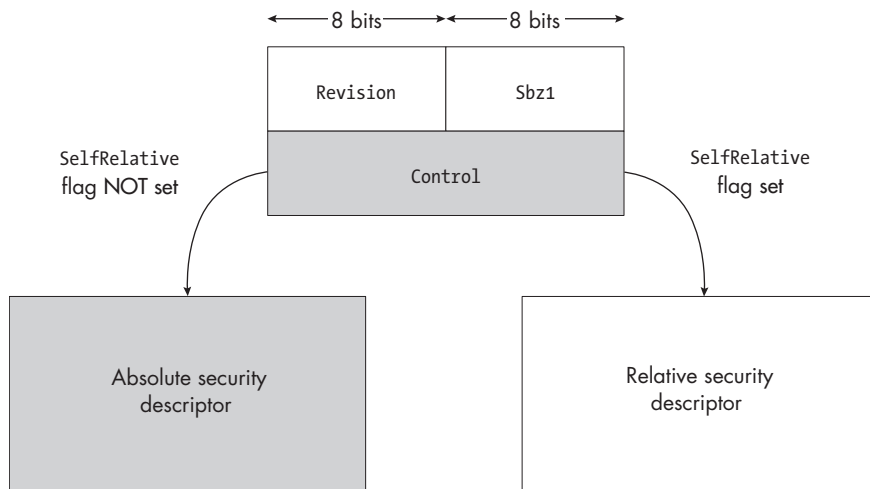 8 bits 8 bits
Revision Sbz1
SelfRelative
flag NOT set
Control
SelfRelative
flag set
Absolute security
descriptor
Relative security
descriptor